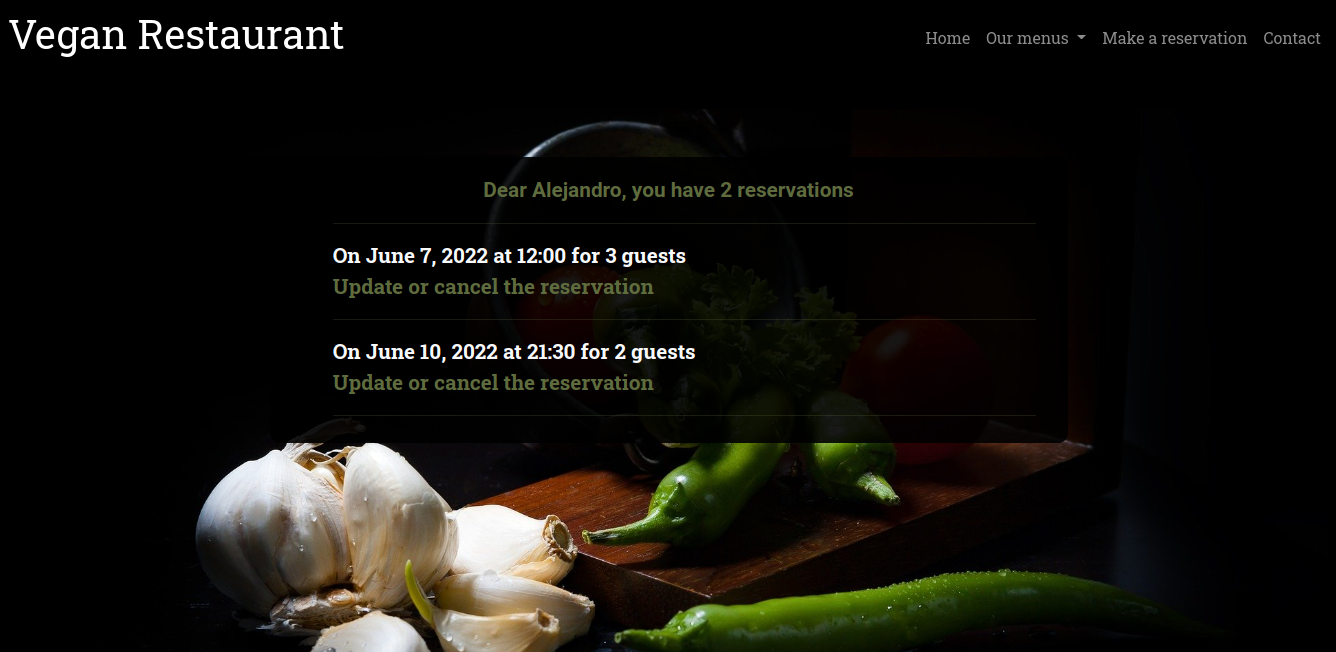 Vegan Restaurant
Home Our menus Make a reservation Contact
Dear Alejandro, you have 2 reservations
On June 7, 2022 at 12:00 for 3 guests
Update or cancel the reservation
On June 10, 2022 at 21:30 for 2 guests
Update or cancel the reservation